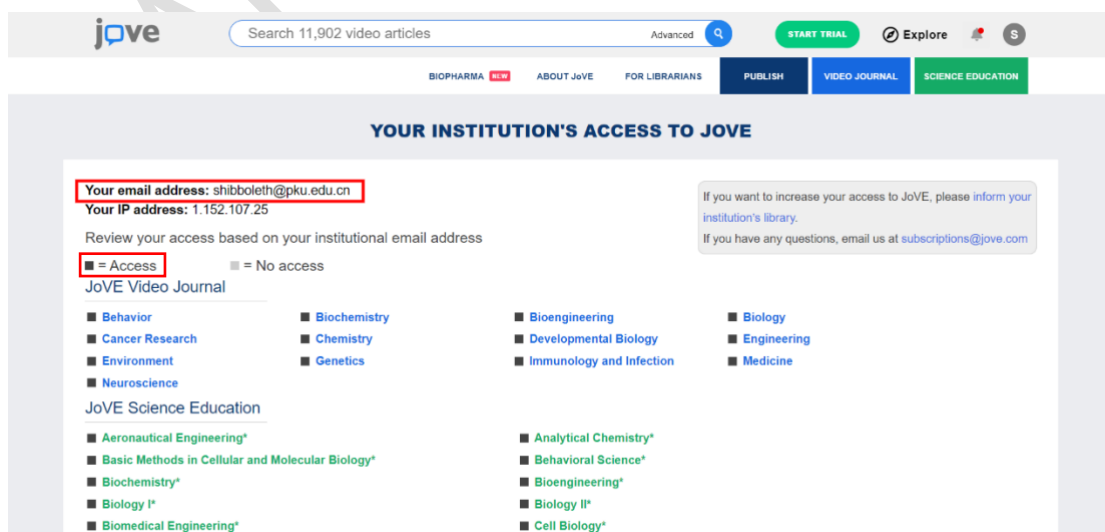 jove
Search 11,902 video articles
Advanced
START TRIAL
Explore
S
BIOPHARMA NEW
ABOUT JoVE
FOR LIBRARIANS
PUBLISH
VIDEO JOURNAL
SCIENCE EDUCATION
YOUR INSTITUTION'S ACCESS TO JOVE
Your email address: shibboleth@pku.edu.cn
Your IP address: 1.152.107.25
Review your access based on your institutional email address
If you want to increase your access to JoVE, please inform your
institution's library.
If you have any questions, email us at subscriptions@jove.com
■ = Access
■ = No access
JoVE Video Journal
■ Behavior
■ Biochemistry
■ Bioengineering
■ Biology
■ Cancer Research
■ Chemistry
■ Developmental Biology
■ Engineering
■ Environment
■ Genetics
■ Immunology and Infection
■ Medicine
■ Neuroscience
JoVE Science Education
■ Aeronautical Engineering*
■ Analytical Chemistry*
■ Basic Methods in Cellular and Molecular Biology*
■ Behavioral Science*
■ Biochemistry*
■ Bioengineering*
■ Biology I*
■ Biology II*
■ Biomedical Engineering*
■ Cell Biology*